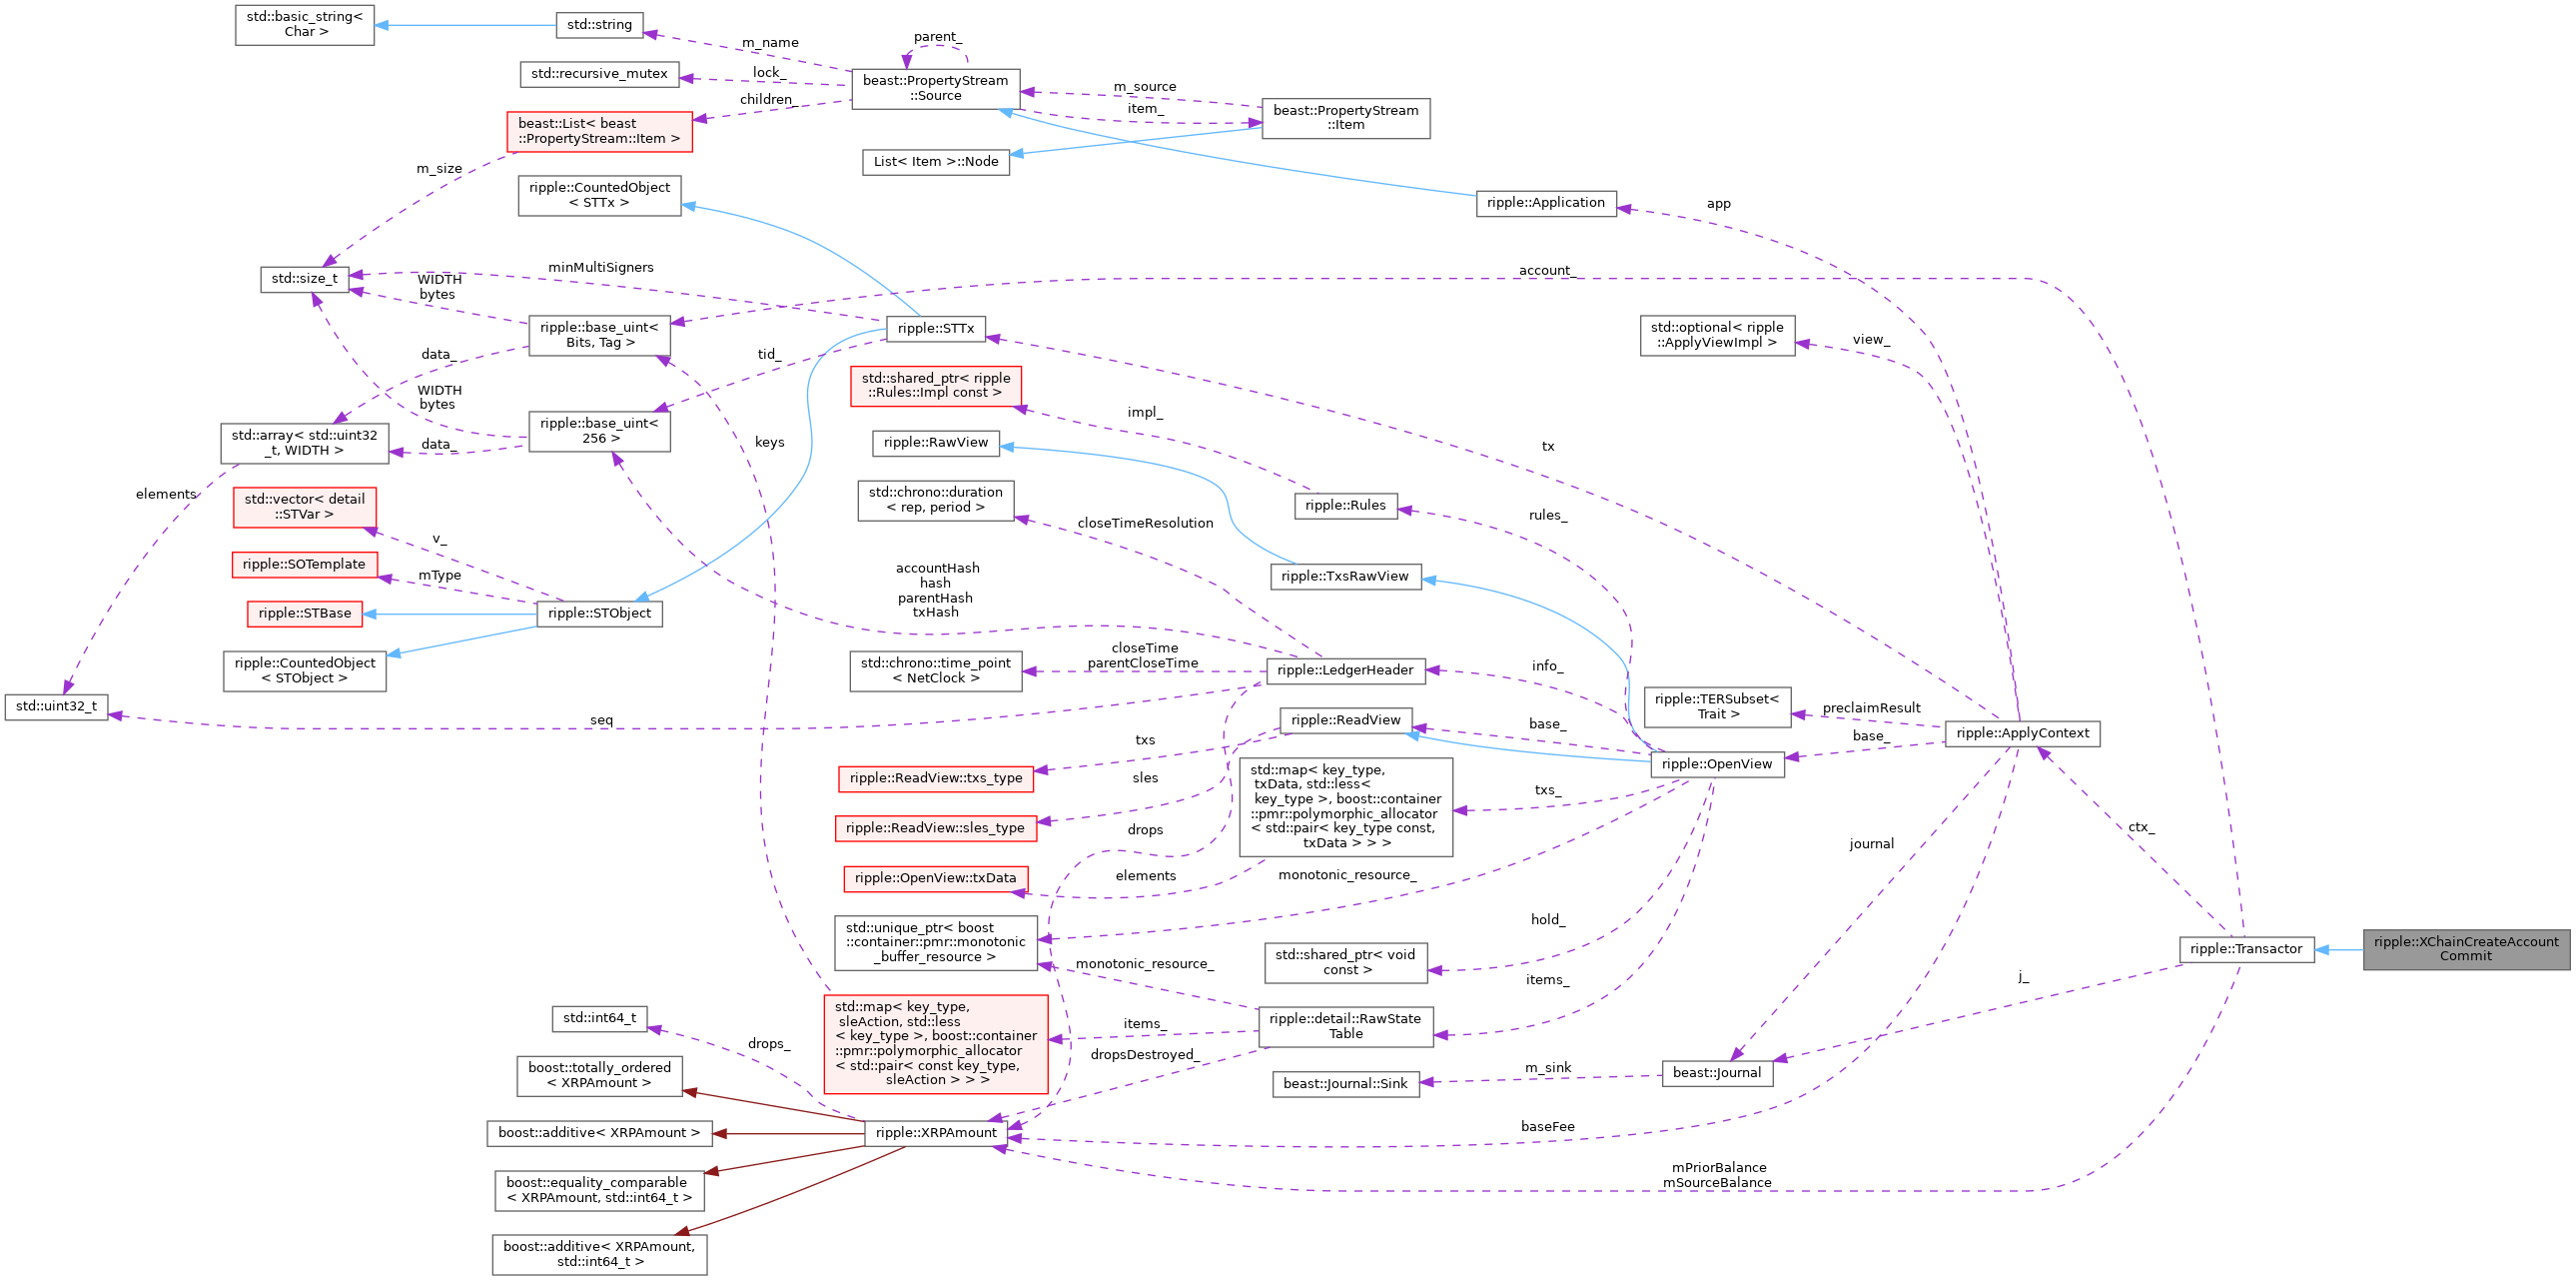 std::basic_string<
Char >
std::string
m_name
parent_
std::recursive_mutex
lock_
beast::PropertyStream
::Source
m_source
item_
beast::PropertyStream
::Item
children_
beast::List< beast
::PropertyStream::Item >
List< Item >::Node
m_size
ripple::CountedObject
< STTx >
ripple::Application
app
std::size_t
minMultiSigners
account_
WIDTH
bytes
ripple::base_uint<
Bits, Tag >
ripple::STTx
std::optional< ripple
::ApplyViewImpl >
view_
data_
tid_
std::shared_ptr< ripple
::Rules::Impl const >
impl_
WIDTH
bytes
ripple::base_uint<
256 >
std::array< std::uint32
_t, WIDTH >
data_
keys
ripple::RawView
tx
elements
std::vector< detail
::STVar >
std::chrono::duration
< rep, period >
closeTimeResolution
ripple::Rules
rules_
v_
ripple::SOTemplate
mType
accountHash
hash
parentHash
txHash
ripple::TxsRawView
ripple::STBase
ripple::STObject
ripple::CountedObject
< STObject >
std::chrono::time_point
< NetClock >
closeTime
parentCloseTime
ripple::LedgerHeader
info_
std::uint32_t
seq
ripple::ReadView
base_
ripple::TERSubset<
Trait >
preclaimResult
base_
ripple::ApplyContext
txs
ripple::ReadView::txs_type
sles
ripple::OpenView
std::map< key_type,
txData, std::less<
key_type >, boost::container
::pmr::polymorphic_allocator
< std::pair< key_type const,
txData > > >
txs_
ripple::ReadView::sles_type
drops
journal
ctx_
ripple::OpenView::txData
elements
monotonic_resource_
std::unique_ptr< boost
::container::pmr::monotonic
_buffer_resource >
hold_
std::shared_ptr< void
const >
ripple::Transactor
ripple::XChainCreateAccount
Commit
monotonic_resource_
items_
j_
std::map< key_type,
sleAction, std::less
< key_type >, boost::container
::pmr::polymorphic_allocator
< std::pair< const key_type,
sleAction > > >
items_
ripple::detail::RawState
Table
std::int64_t
drops_
dropsDestroyed_
beast::Journal::Sink
m_sink
beast::Journal
boost::totally_ordered
< XRPAmount >
boost::additive< XRPAmount >
ripple::XRPAmount
baseFee
boost::equality_comparable
< XRPAmount, std::int64_t >
mPriorBalance
mSourceBalance
boost::additive< XRPAmount,
std::int64_t >